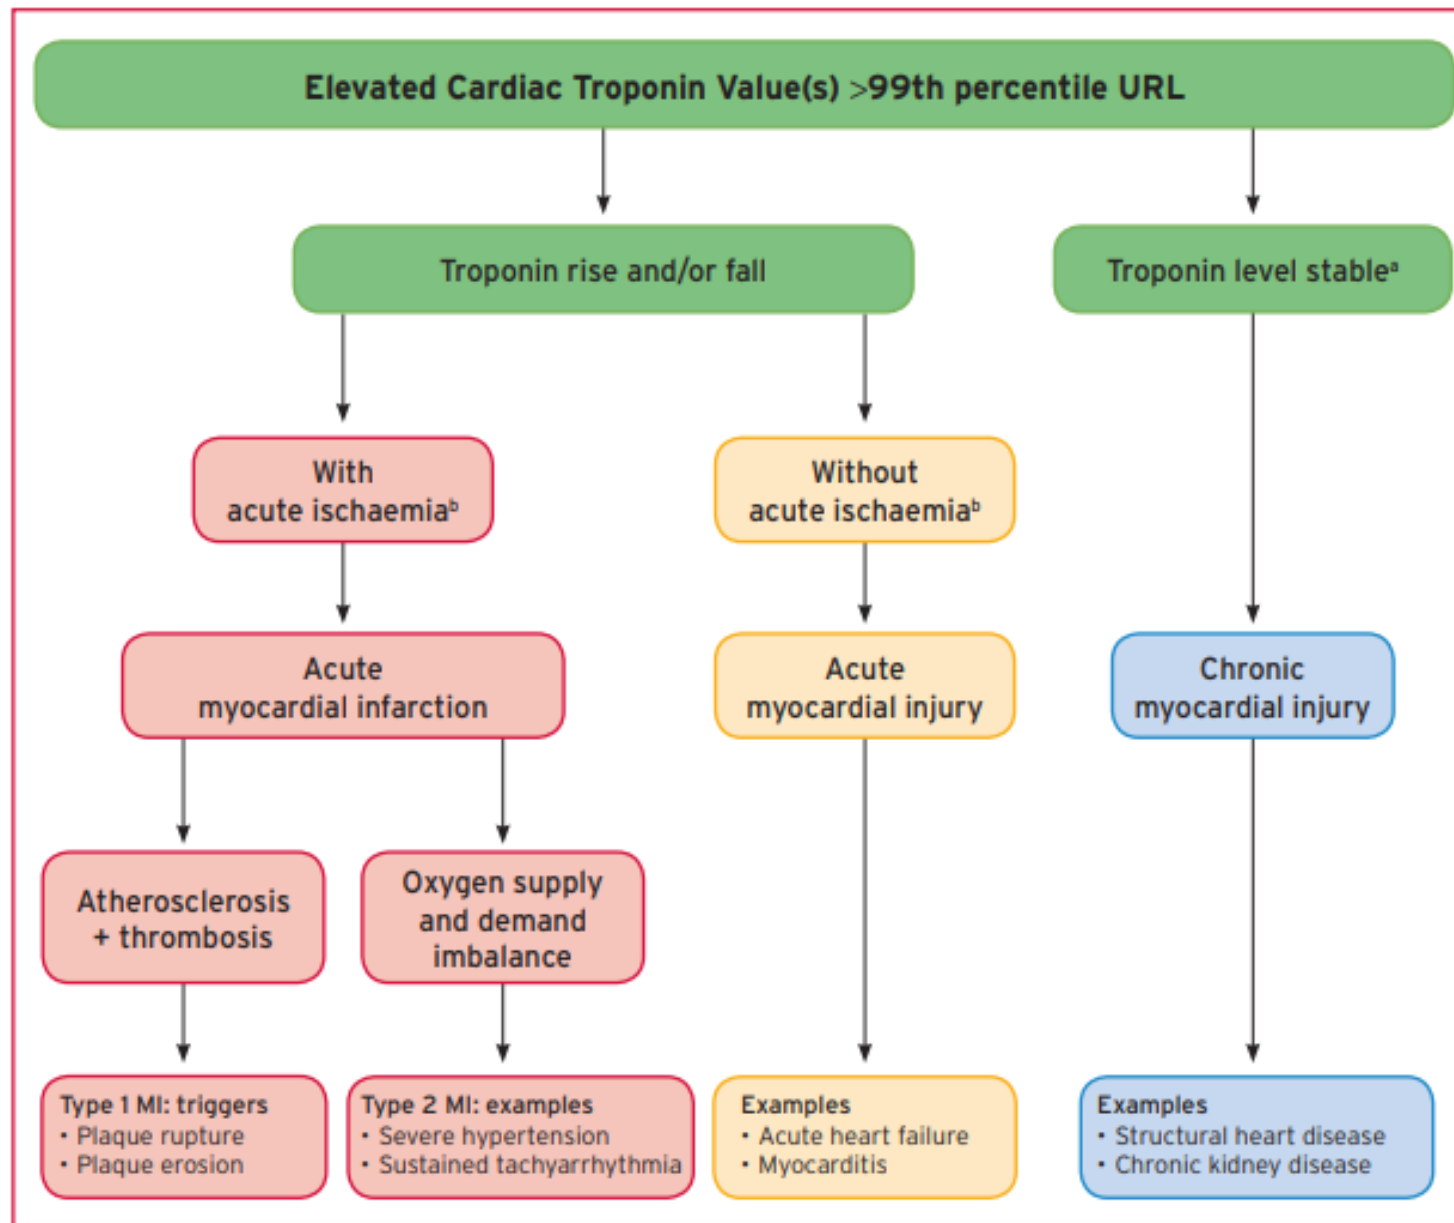 Elevated Cardiac Troponin Value(s) >99th percentile URL
Troponin rise and/or fall
Troponin level stableᵃ
With
acute ischaemiaᵇ
Without
acute ischaemiaᵇ
Acute
myocardial infarction
Acute
myocardial injury
Chronic
myocardial injury
Atherosclerosis
+ thrombosis
Oxygen supply
and demand
imbalance
Type 1 MI: triggers
• Plaque rupture
• Plaque erosion
Type 2 MI: examples
• Severe hypertension
• Sustained tachyarrhythmia
Examples
• Acute heart failure
• Myocarditis
Examples
• Structural heart disease
• Chronic kidney disease